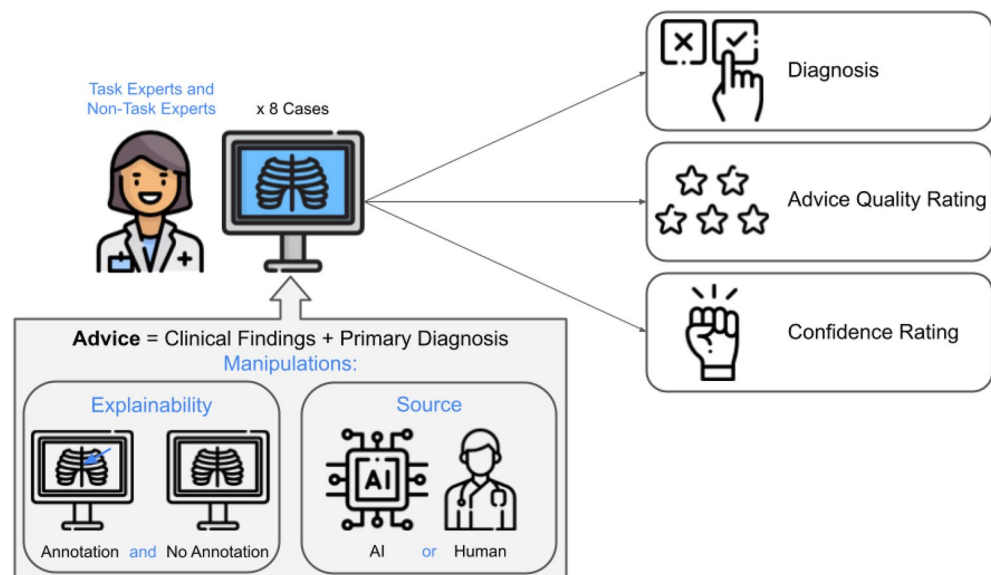 Task Experts and
Non-Task Experts
x 8 Cases
Diagnosis
Advice Quality Rating
Confidence Rating
Advice = Clinical Findings + Primary Diagnosis
Manipulations:
Explainability
Annotation and No Annotation
Source
AI
AI or Human